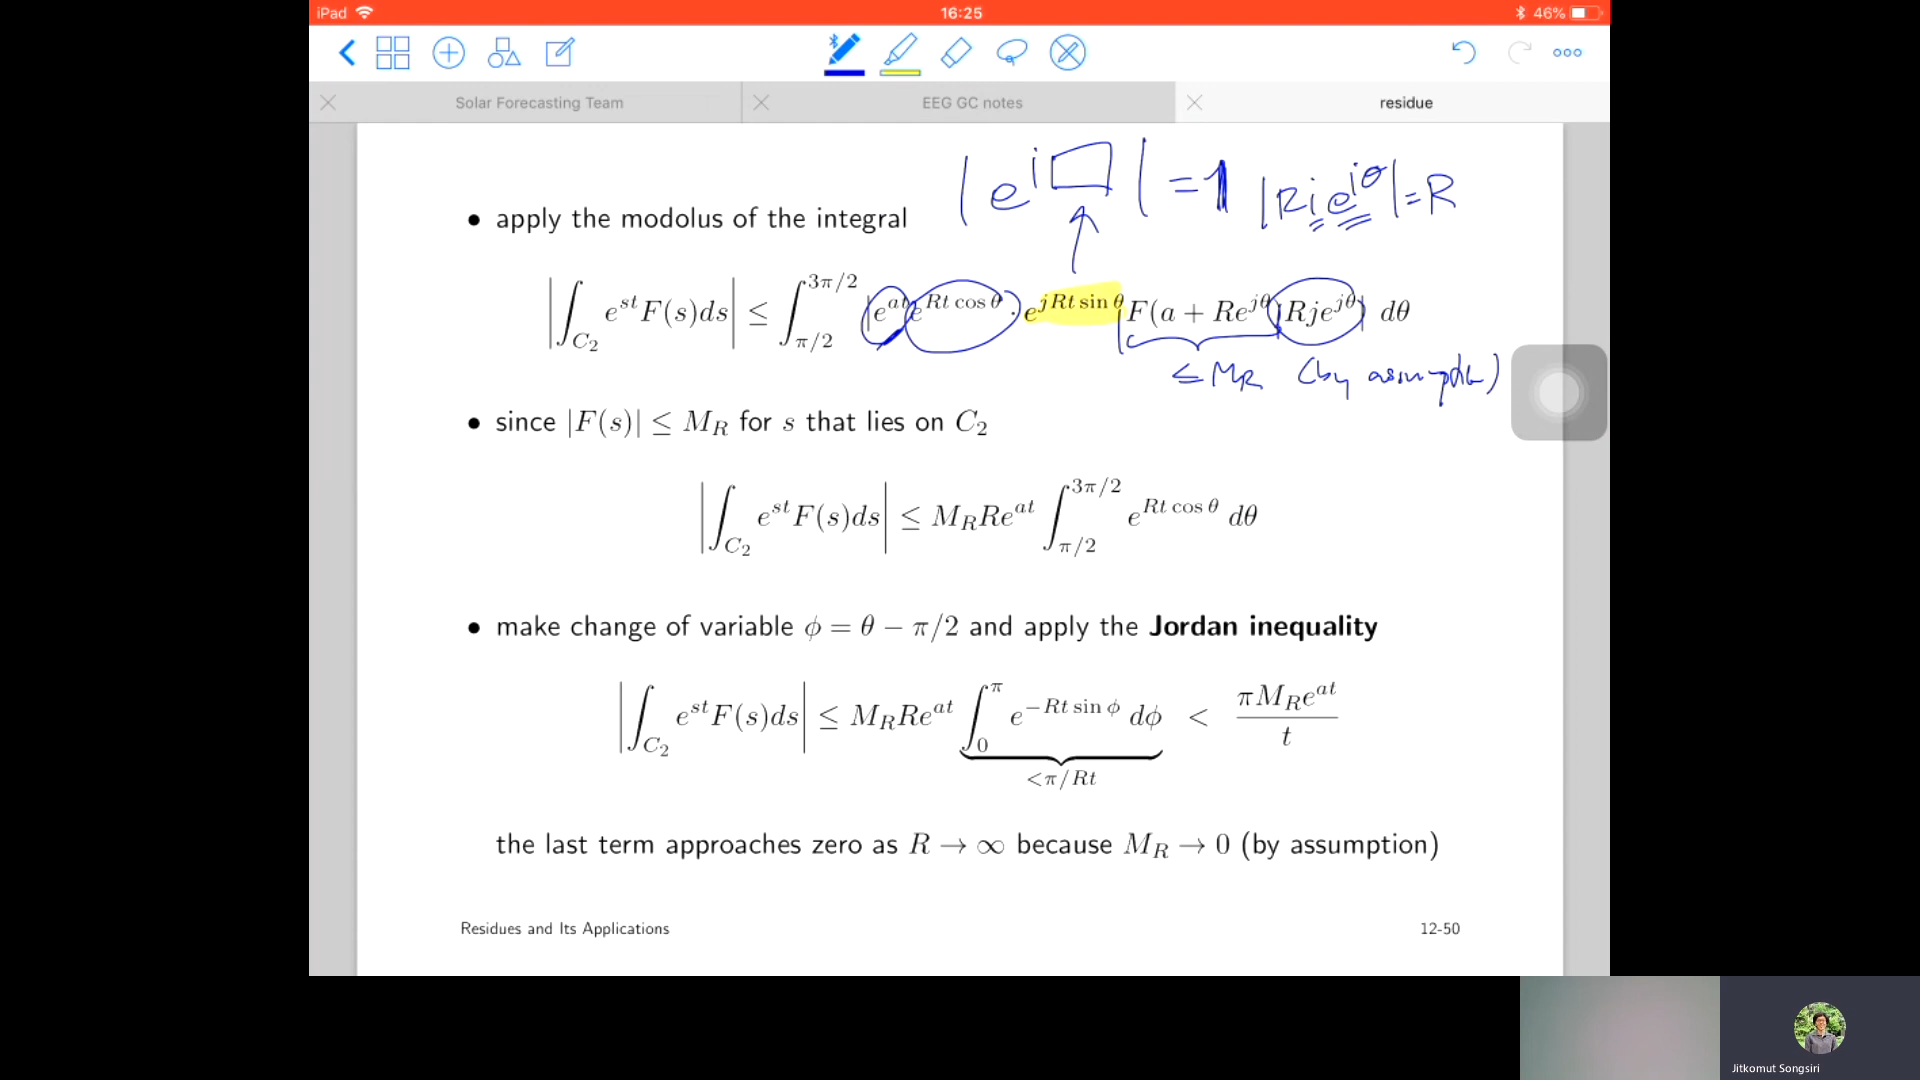 iPad 16:25 46%
Solar Forecasting Team EEG GC notes residue
|e^{i□}| = 1 |Rie^{iθ}| = R
• apply the modolus of the integral
|∫_{C_2} e^{st}F(s)ds| ≤ ∫_{π/2}^{3π/2} |e^{at}e^{Rt cos θ} · e^{jRt sin θ} F(a + Re^{jθ})Rje^{jθ}| dθ
≤ M_R (by assumption)
• since |F(s)| ≤ M_R for s that lies on C_2
|∫_{C_2} e^{st}F(s)ds| ≤ M_R Re^{at} ∫_{π/2}^{3π/2} e^{Rt cos θ} dθ
• make change of variable φ = θ − π/2 and apply the Jordan inequality
|∫_{C_2} e^{st}F(s)ds| ≤ M_R Re^{at} ∫_0^π e^{−Rt sin φ} dφ < πM_R e^{at} / t
<π/Rt
the last term approaches zero as R → ∞ because M_R → 0 (by assumption)
Residues and Its Applications 12-50
Jitkomut Songsiri